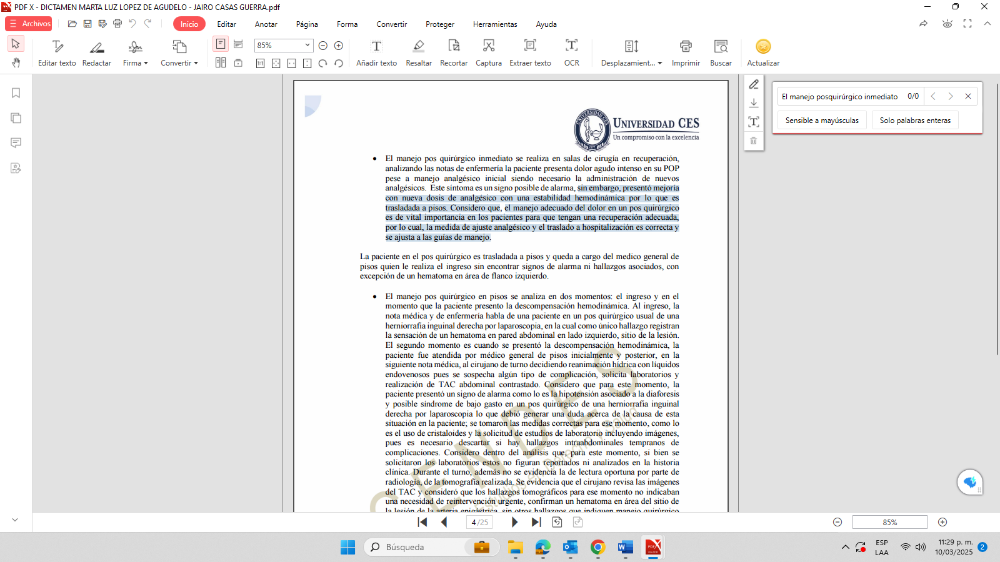 PDF X - DICTAMEN MARTA LUZ LOPEZ DE AGUDELO - JAIRO CASAS GUERRA.pdf
Archivos
Inicio
Editar
Anotar
Página
Forma
Convertir
Proteger
Herramientas
Ayuda
85%
Editar texto
Redactar
Firma
Convertir
Añadir texto
Resaltar
Recortar
Captura
Extraer texto
OCR
Desplazamient...
Imprimir
Buscar
Actualizar
El manejo posquirúrgico inmediato 0/0
Sensible a mayúsculas
Solo palabras enteras
UNIVERSIDAD CES
Un compromiso con la excelencia
• El manejo pos quirúrgico inmediato se realiza en salas de cirugía en recuperación,
analizando las notas de enfermería la paciente presenta dolor agudo intenso en su POP
pese a manejo analgésico inicial siendo necesario la administración de nuevos
analgésicos. Este síntoma es un signo posible de alarma, sin embargo, presentó mejoría
con nueva dosis de analgésico con una estabilidad hemodinámica por lo que es
trasladada a pisos. Considero que, el manejo adecuado del dolor en un pos quirúrgico
es de vital importancia en los pacientes para que tengan una recuperación adecuada,
por lo cual, la medida de ajuste analgésico y el traslado a hospitalización es correcta y
se ajusta a las guías de manejo.
La paciente en el pos quirúrgico es trasladada a pisos y queda a cargo del medico general de
pisos quien le realiza el ingreso sin encontrar signos de alarma ni hallazgos asociados, con
excepción de un hematoma en área de flanco izquierdo.
• El manejo pos quirúrgico en pisos se analiza en dos momentos: el ingreso y en el
momento que la paciente presento la descompensación hemodinámica. Al ingreso, la
nota médica y de enfermería habla de una paciente en un pos quirúrgico usual de una
herniorrafia inguinal derecha por laparoscopia, en la cual como único hallazgo registran
la sensación de un hematoma en pared abdominal en lado izquierdo, sitio de la lesión.
El segundo momento es cuando se presentó la descompensación hemodinámica, la
paciente fue atendida por médico general de pisos inicialmente y posterior, en la
siguiente nota médica, al cirujano de turno decidiendo reanimación hídrica con líquidos
endovenosos pues se sospecha algún tipo de complicación, solicita laboratorios y
realización de TAC abdominal contrastado. Considero que para este momento, la
paciente presentó un signo de alarma como lo es la hipotensión asociado a la diaforesis
y posible síndrome de bajo gasto en un pos quirúrgico de una herniorrafia inguinal
derecha por laparoscopia lo que debió generar una duda acerca de la causa de esta
situación en la paciente; se tomaron las medidas correctas para ese momento, como lo
es el uso de cristaloides y la solicitud de estudios de laboratorio incluyendo imágenes,
pues es necesario descartar si hay hallazgos intraabdominales tempranos de
complicaciones. Considero dentro del análisis que, para este momento, si bien se
solicitaron los laboratorios estos no figuran reportados ni analizados en la historia
clínica. Durante el turno, además no se evidencia la de lectura oportuna por parte de
radiología, de la tomografía realizada. Se evidencia que el cirujano revisa las imágenes
del TAC y consideró que los hallazgos tomográficos para ese momento no indicaban
una necesidad de reintervención urgente, confirman un hematoma en área del sitio de
la lesión de la arteria epigástrica, sin otros hallazgos que indiquen manejo quirúrgico
CENDES
4 /25
85%
Búsqueda
ESP
LAA
11:29 p. m.
10/03/2025
2